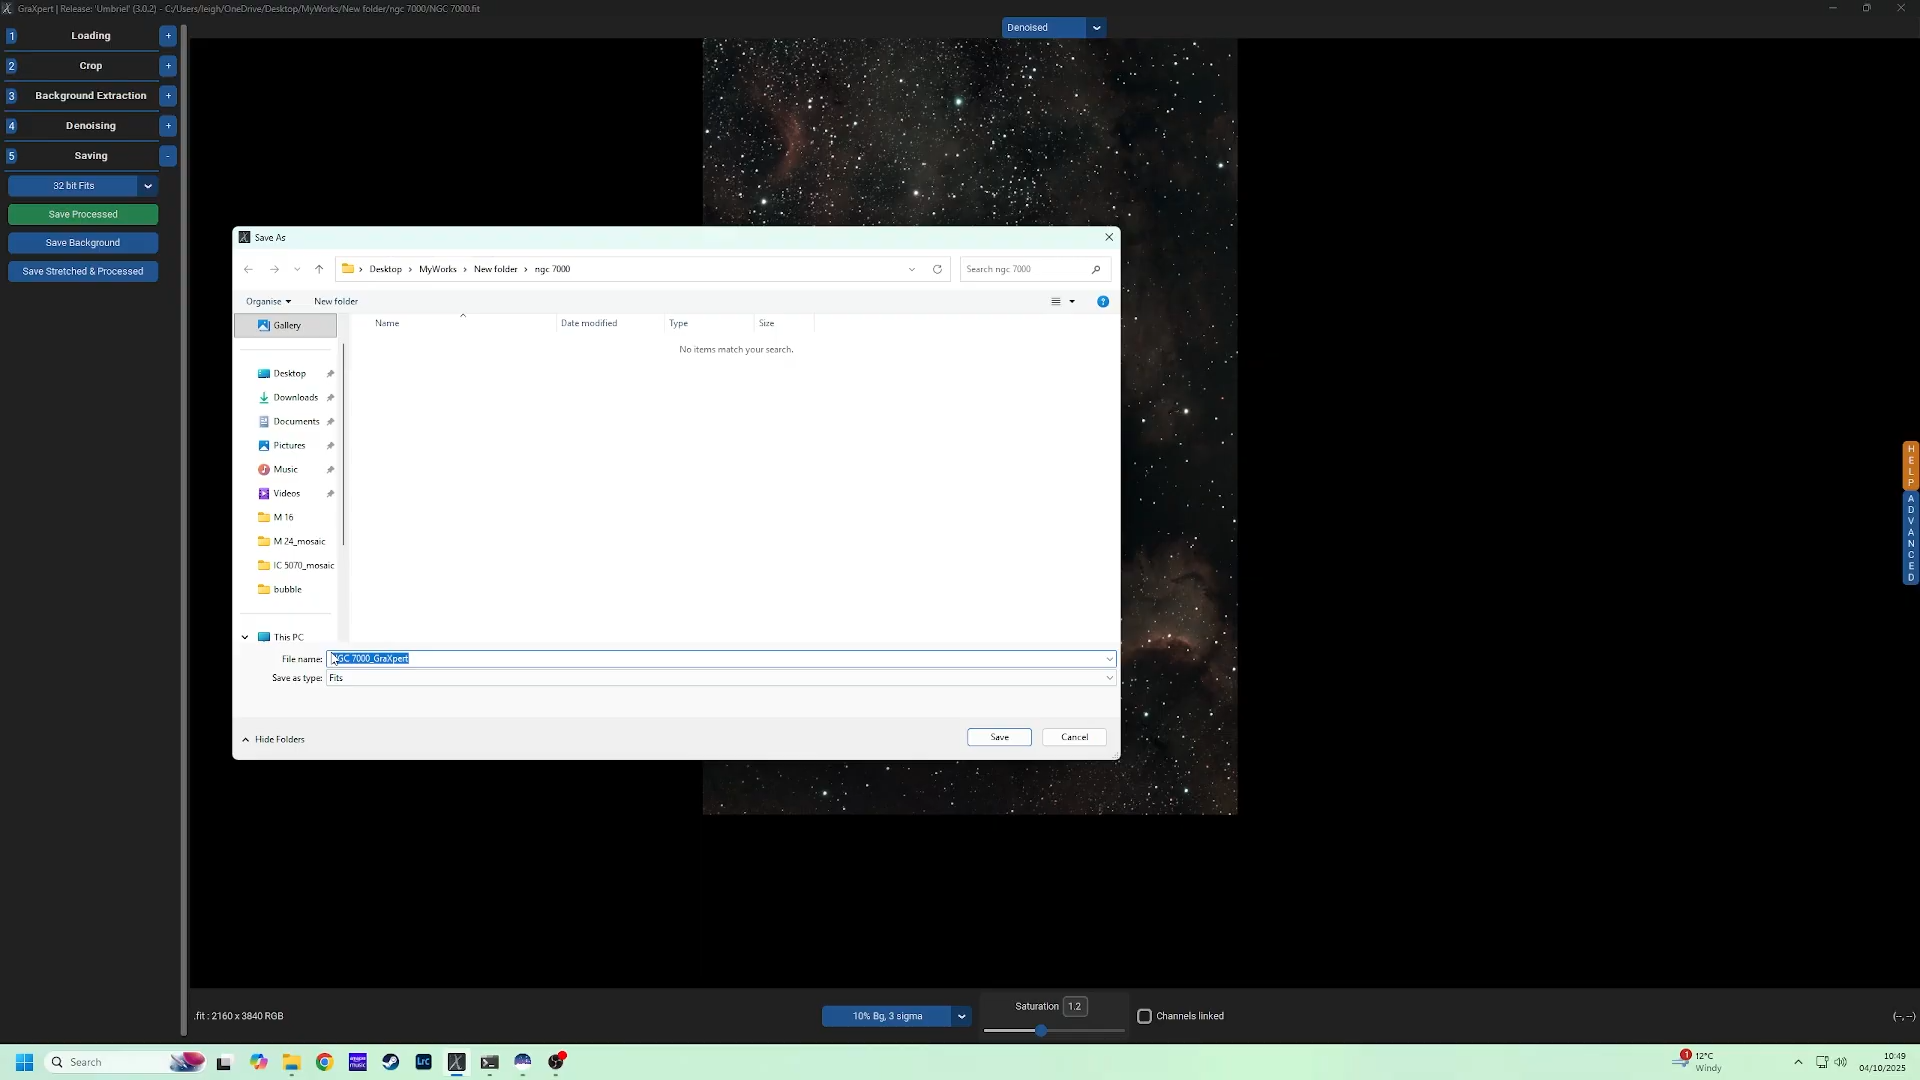 GraXpert | Release: 'Umbriel' (3.0.2) - C:/Users/leigh/OneDrive/Desktop/MyWorks/New folder/ngc 7000/NGC 7000.fit
1 Loading +
2 Crop +
3 Background Extraction +
4 Denoising +
5 Saving -
32 bit Fits
Save Processed
Save Background
Save Stretched & Processed
Denoised
Save As
Desktop > MyWorks > New folder > ngc 7000
Search ngc 7000
Organise
New folder
?
Gallery
Name
Date modified
Type
Size
No items match your search.
Desktop
Downloads
Documents
Pictures
Music
Videos
M 16
M 24_mosaic
IC 5070_mosaic
bubble
This PC
File name: NGC 7000_GraXpert
Save as type: Fits
Hide Folders
Save
Cancel
HELP
ADVANCED
.fit : 2160 x 3840 RGB
10% Bg, 3 sigma
Saturation 1.2
Channels linked
(--, --)
Search
amazon music
Lrc
1
12°C
Windy
10:49
04/10/2025